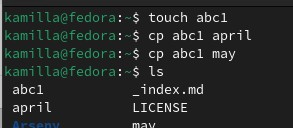 kamilla@fedora:~$ touch abc1
kamilla@fedora:~$ cp abc1 april
kamilla@fedora:~$ cp abc1 may
kamilla@fedora:~$ ls
abc1 _index.md
april LICENSE
Arseny may